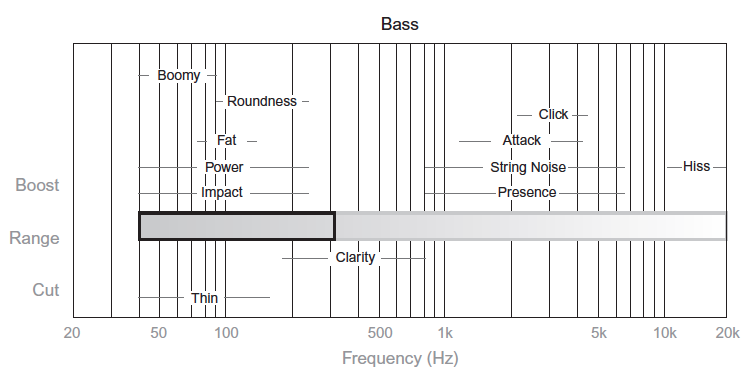 Bass
Boomy
Roundness
Click
Fat
Attack
Power
String Noise
Hiss
Boost
Impact
Presence
Range
Clarity
Cut
Thin
20
50
100
500
1k
5k
10k
20k
Frequency (Hz)